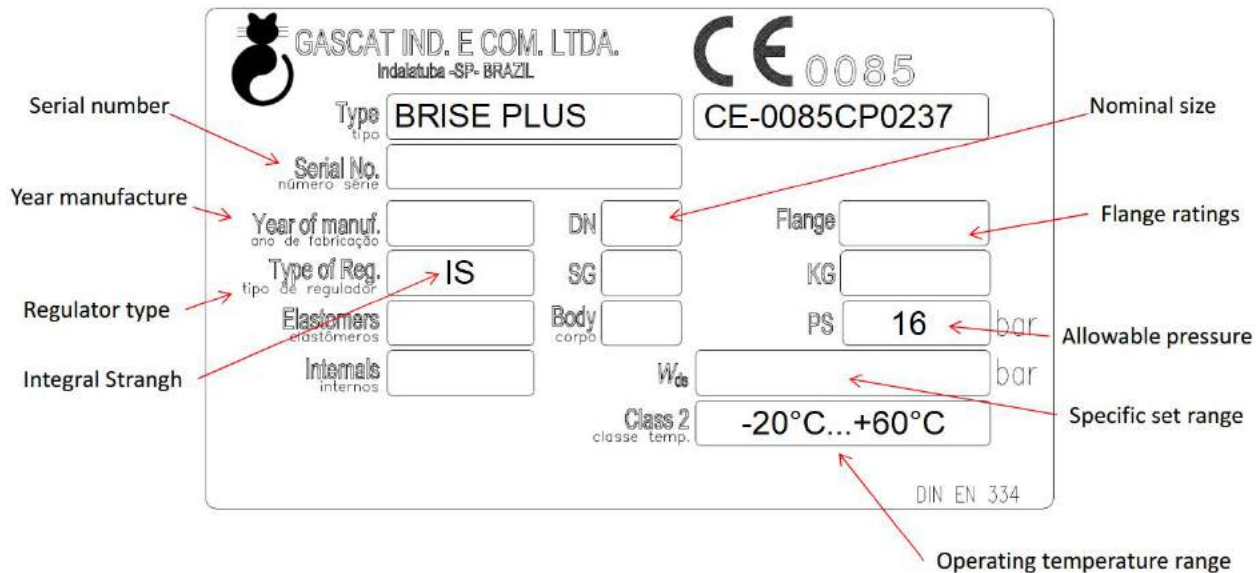 GASCAT IND. E COM. LTDA.
Indaiatuba -SP- BRAZIL
CE 0085
Serial number
Nominal size
Type
tipo
BRISE PLUS
CE-0085CP0237
Serial No.
número série
Year manufacture
Year of manuf.
ano de fabricação
DN
Flange
Flange ratings
Type of Reg.
tipo de regulador
IS
SG
KG
Regulator type
Elastomers
elastômeros
Body
corpo
PS
16
bar
Allowable pressure
Integral Strangh
Internals
internos
Wds
bar
Specific set range
Class 2
classe temp.
-20°C...+60°C
DIN EN 334
Operating temperature range